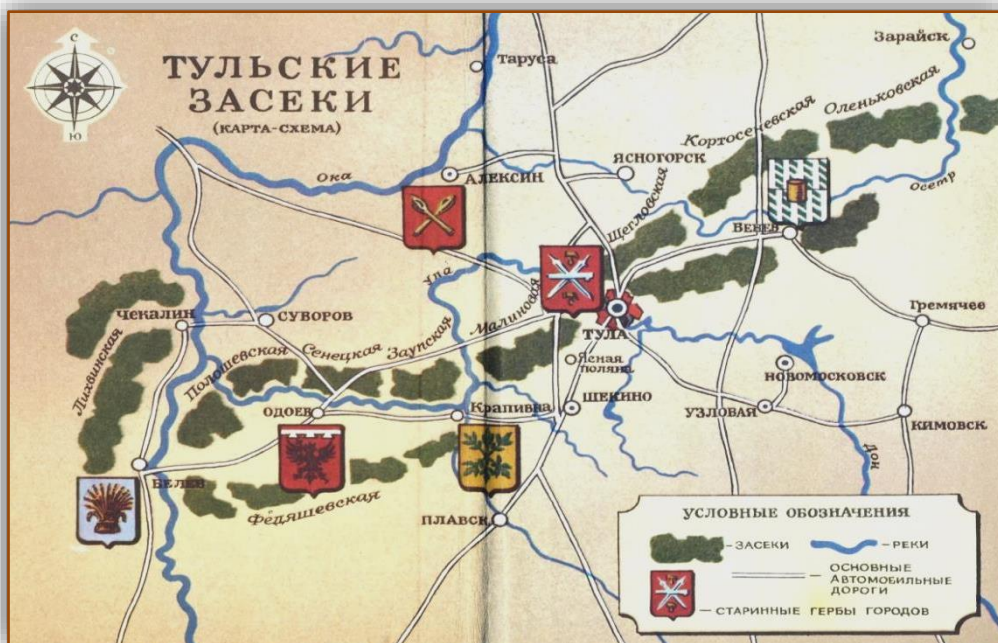 С
Ю
ТУЛЬСКИЕ
ЗАСЕКИ
(КАРТА-СХЕМА)
Таруса
Зарайск
Ока
АЛЕКСИН
ЯСНОГОРСК
Кортосеневская
Оленьковская
Осетр
Щегловская
ВЕНЕВ
Упа
Малиновая
ТУЛА
Гремячее
ЧЕКАЛИН
СУВОРОВ
Лихвинская
Полошевская
Сенецкая
Заупская
Ясная
поляна
НОВОМОСКОВСК
ОДОЕВ
Крапивна
ЩЕКИНО
УЗЛОВАЯ
КИМОВСК
Дон
БЕЛЕВ
Федяшевская
ПЛАВСК
УСЛОВНЫЕ ОБОЗНАЧЕНИЯ
-ЗАСЕКИ
-РЕКИ
ОСНОВНЫЕ
— АВТОМОБИЛЬНЫЕ
ДОРОГИ
- СТАРИННЫЕ ГЕРБЫ ГОРОДОВ